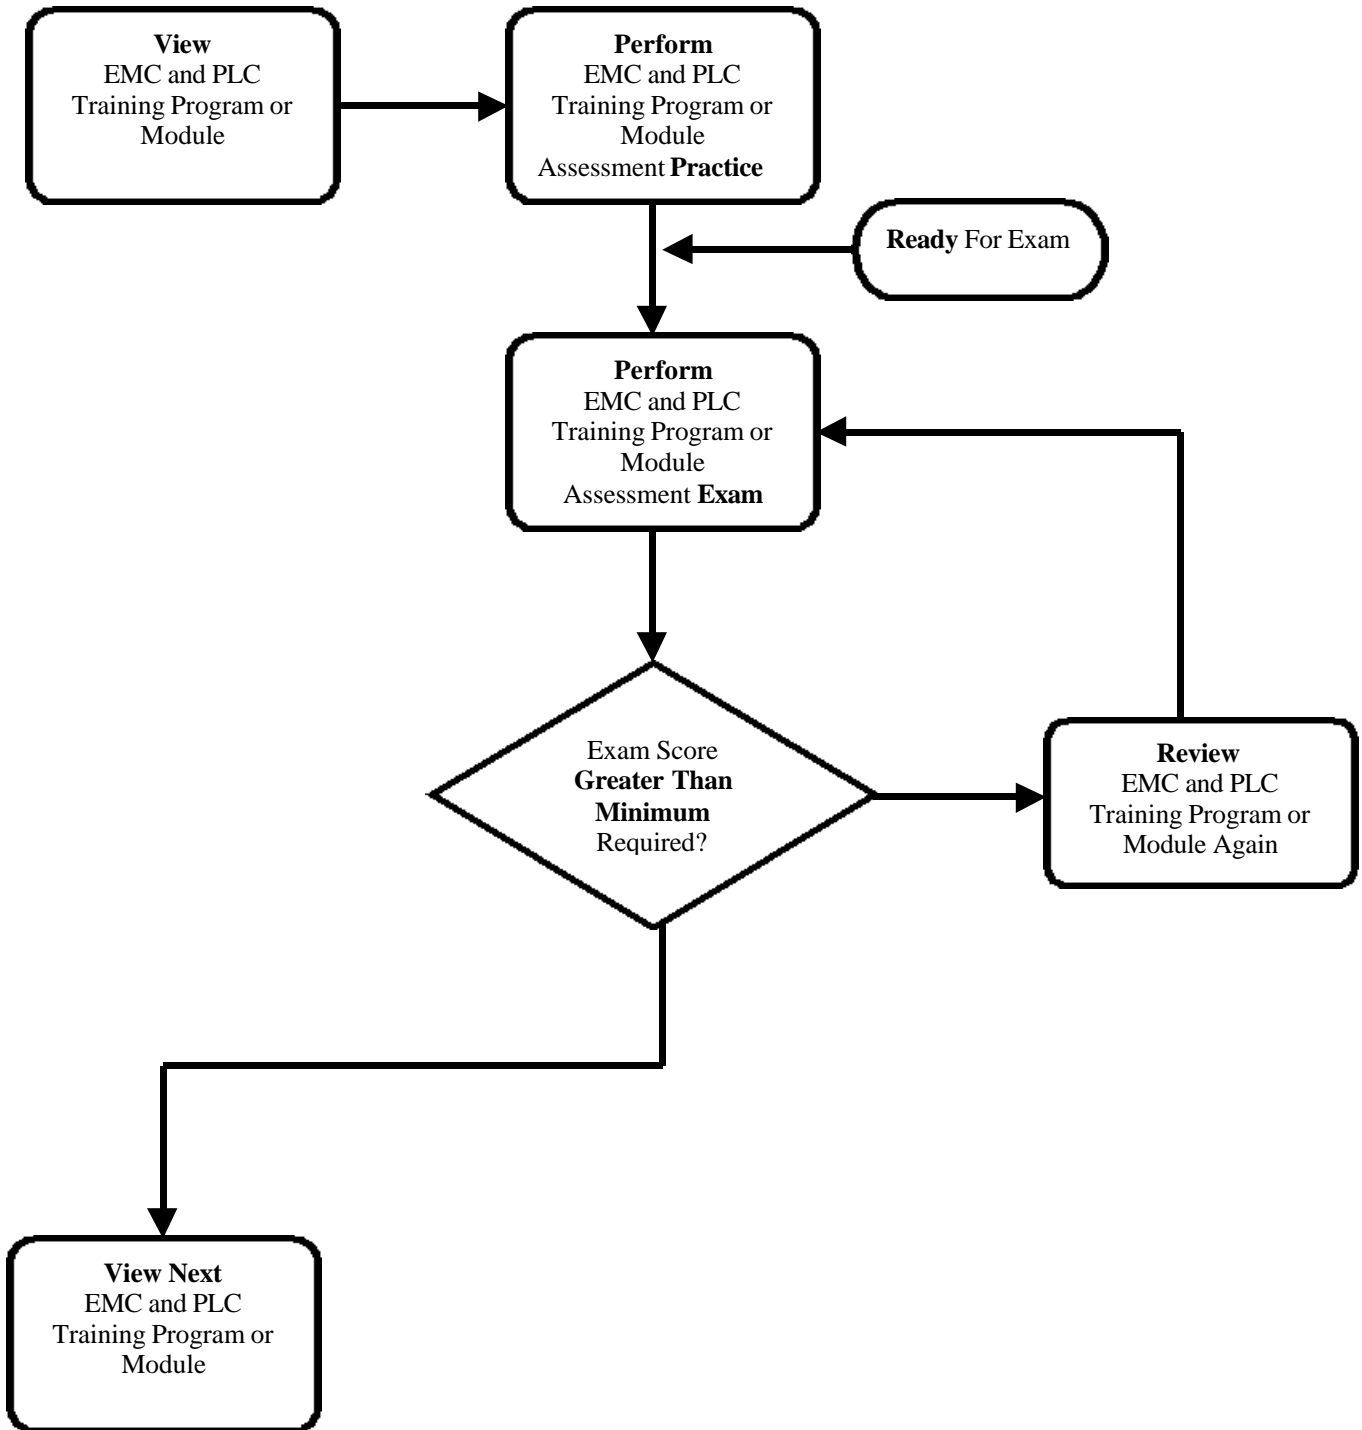 View
EMC and PLC
Training Program or
Module
Perform
EMC and PLC
Training Program or
Module
Assessment Practice
Ready For Exam
Perform
EMC and PLC
Training Program or
Module
Assessment Exam
Exam Score
Greater Than
Minimum
Required?
Review
EMC and PLC
Training Program or
Module Again
View Next
EMC and PLC
Training Program or
Module